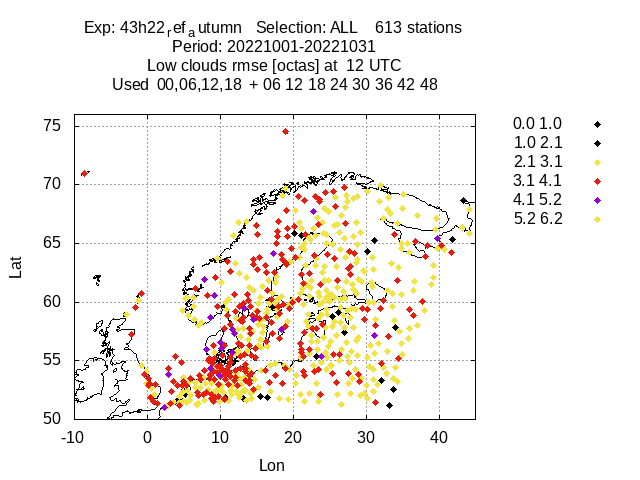 Exp: 43h22ref autumn   Selection: ALL    613 stations
Period: 20221001-20221031
Low clouds rmse [octas] at  12 UTC
Used  00,06,12,18  + 06 12 18 24 30 36 42 48
75
70
65
60
55
50
Lat
-10 0 10 20 30 40
Lon
0.0 1.0
1.0 2.1
2.1 3.1
3.1 4.1
4.1 5.2
5.2 6.2